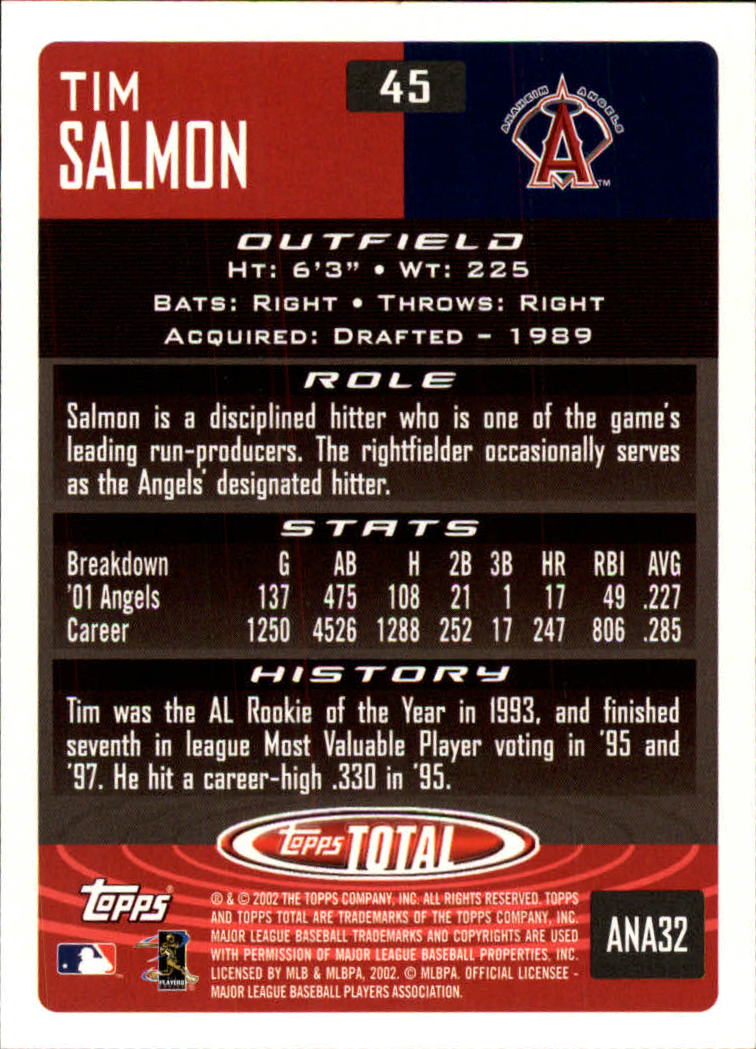 TIM
SALMON
45
ANAHEIM ANGELS
A
TM
OUTFIELD
HT: 6'3" • WT: 225
BATS: RIGHT • THROWS: RIGHT
ACQUIRED: DRAFTED – 1989
ROLE
Salmon is a disciplined hitter who is one of the game's
leading run-producers. The rightfielder occasionally serves
as the Angels' designated hitter.
STATS
Breakdown G AB H 2B 3B HR RBI AVG
'01 Angels 137 475 108 21 1 17 49 .227
Career 1250 4526 1288 252 17 247 806 .285
HISTORY
Tim was the AL Rookie of the Year in 1993, and finished
seventh in league Most Valuable Player voting in '95 and
'97. He hit a career-high .330 in '95.
Topps TOTAL
Topps®
® & © 2002 THE TOPPS COMPANY, INC. ALL RIGHTS RESERVED. TOPPS
AND TOPPS TOTAL ARE TRADEMARKS OF THE TOPPS COMPANY, INC.
MAJOR LEAGUE BASEBALL TRADEMARKS AND COPYRIGHTS ARE USED
WITH PERMISSION OF MAJOR LEAGUE BASEBALL PROPERTIES, INC.
LICENSED BY MLB & MLBPA, 2002. © MLBPA. OFFICIAL LICENSEE -
MAJOR LEAGUE BASEBALL PLAYERS ASSOCIATION.
PLAYERS
ANA32